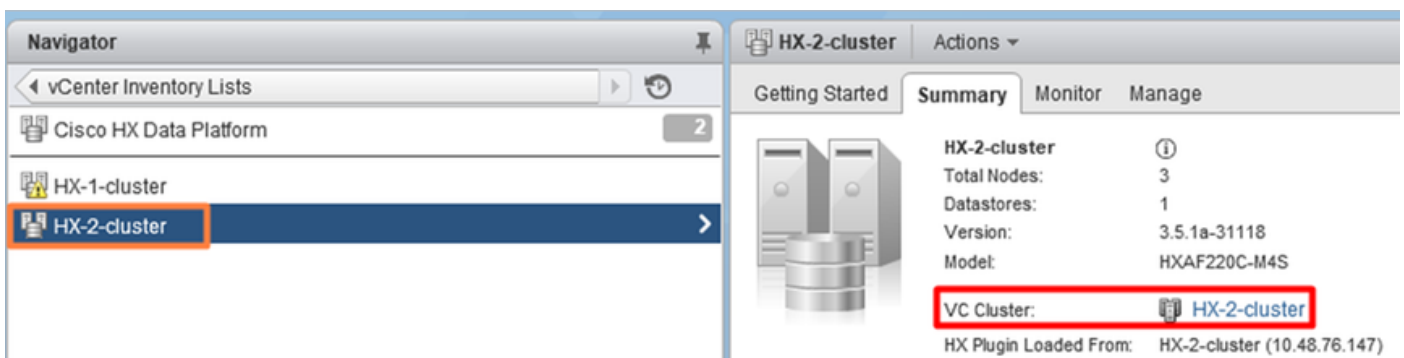 Navigator
vCenter Inventory Lists
Cisco HX Data Platform 2
HX-1-cluster
HX-2-cluster
HX-2-cluster Actions
Getting Started Summary Monitor Manage
HX-2-cluster
Total Nodes: 3
Datastores: 1
Version: 3.5.1a-31118
Model: HXAF220C-M4S
VC Cluster: HX-2-cluster
HX Plugin Loaded From: HX-2-cluster (10.48.76.147)